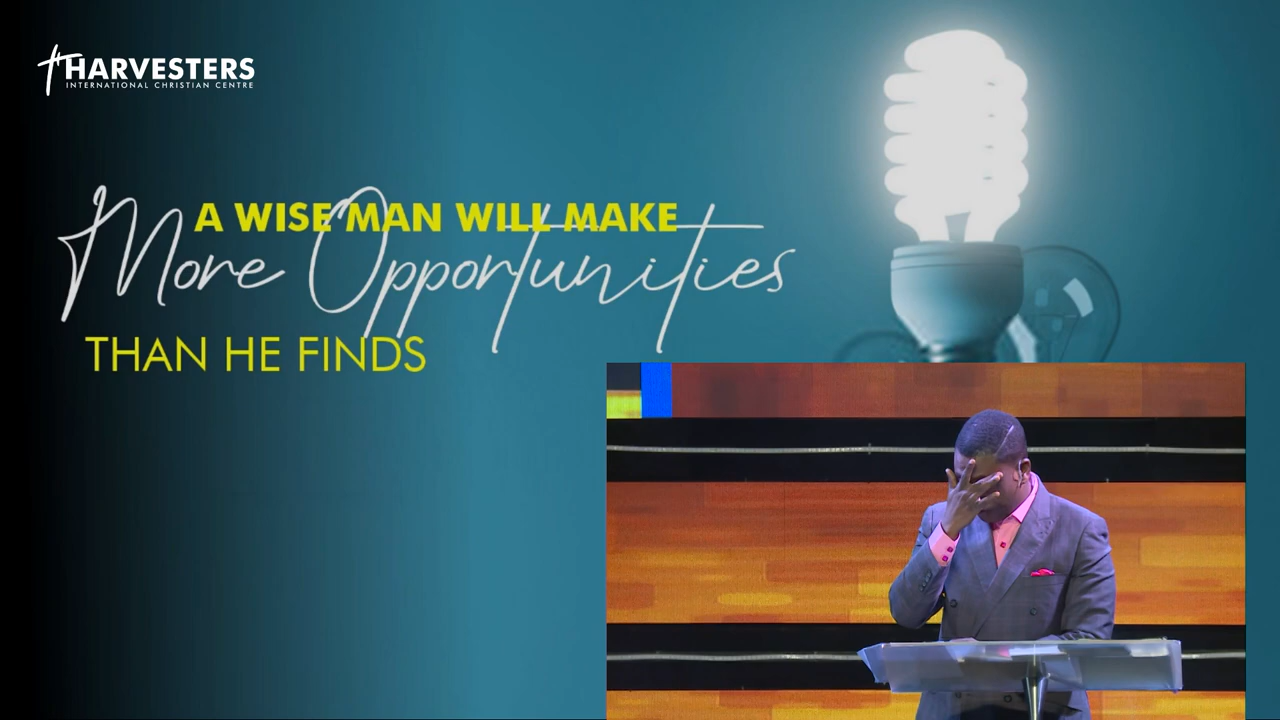 HARVESTERS
INTERNATIONAL CHRISTIAN CENTRE
A WISE MAN WILL MAKE
More Opportunities
THAN HE FINDS